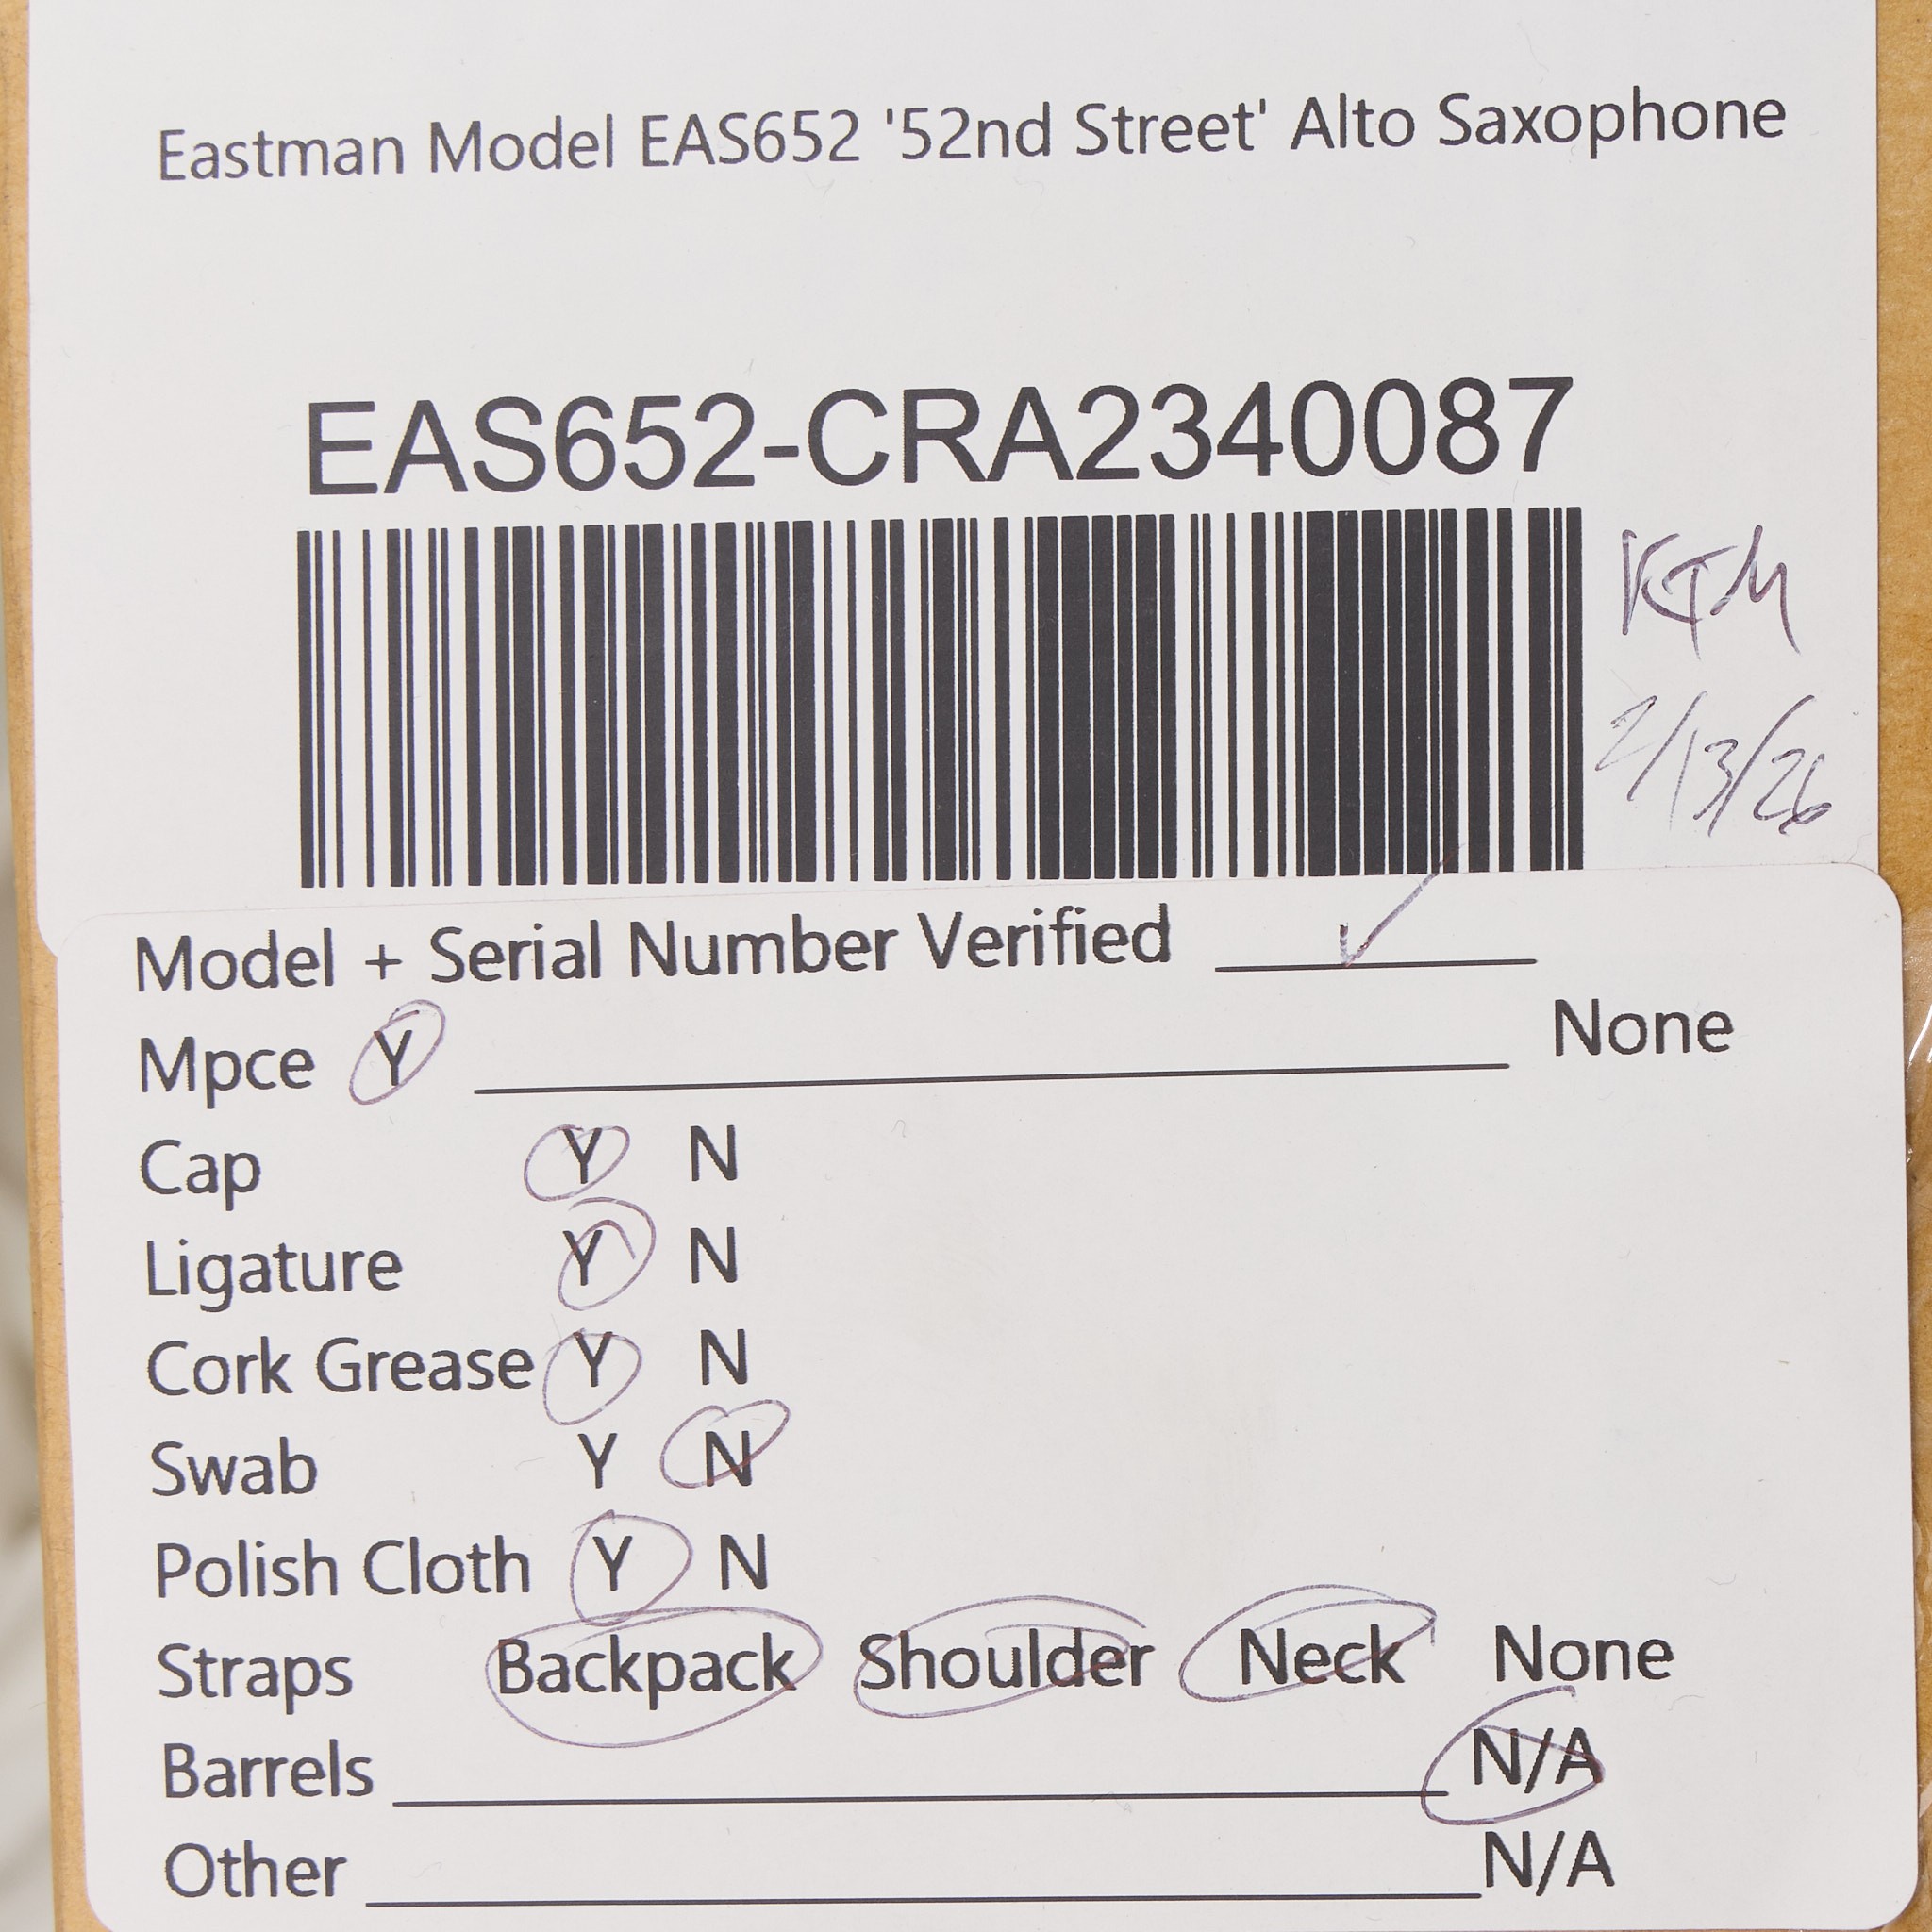 Eastman Model EAS652 '52nd Street' Alto Saxophone
EAS652-CRA2340087
KTM
2/13/26
Model + Serial Number Verified ✓
Mpce Y None
Cap Y N
Ligature Y N
Cork Grease Y N
Swab Y N
Polish Cloth Y N
Straps Backpack Shoulder Neck None
Barrels N/A
Other N/A